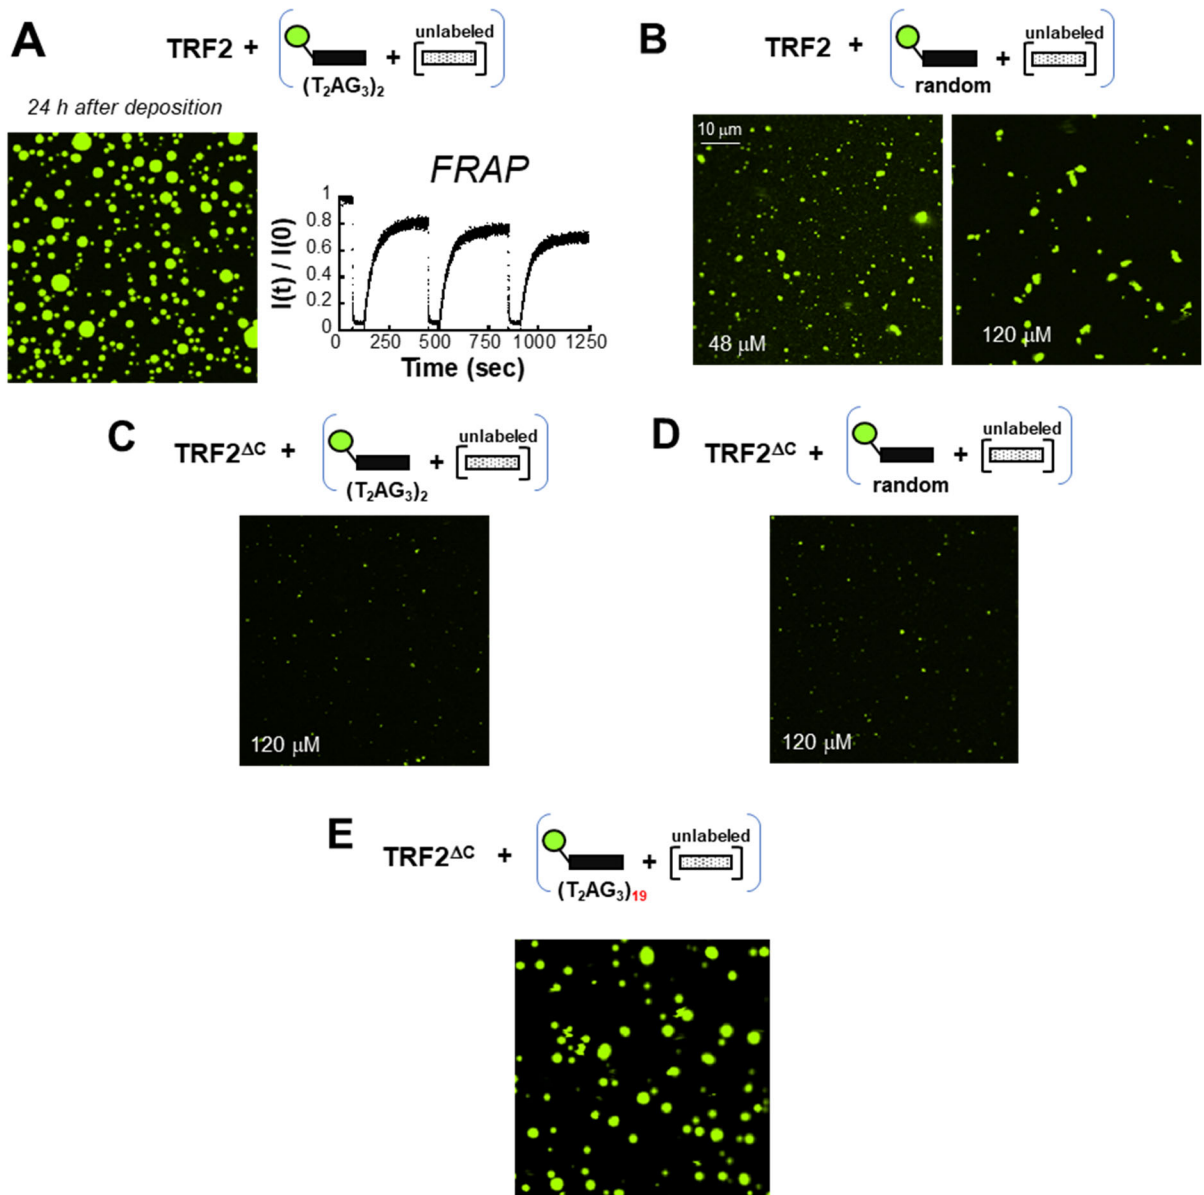 A
TRF2 + + unlabeled
(T₂AG₃)₂
24 h after deposition
FRAP
I(t) / I(0)
1
0.8
0.6
0.4
0.2
0
0 250 500 750 1000 1250
Time (sec)
B
TRF2 + + unlabeled
random
10 μm
48 μM
120 μM
C
TRF2ΔC + + unlabeled
(T₂AG₃)₂
120 μM
D
TRF2ΔC + + unlabeled
random
120 μM
E
TRF2ΔC + + unlabeled
(T₂AG₃)₁₉